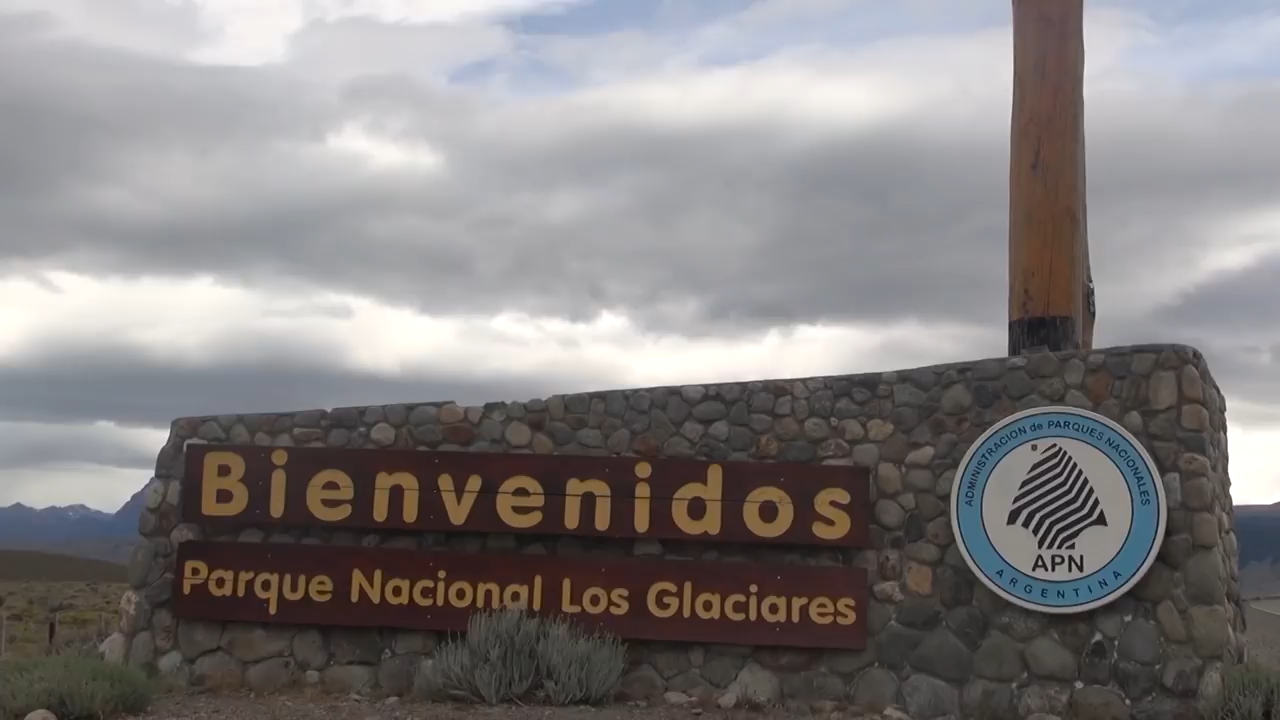 Bienvenidos
Parque Nacional Los Glaciares
ADMINISTRACION de PARQUES NACIONALES
APN
ARGENTINA